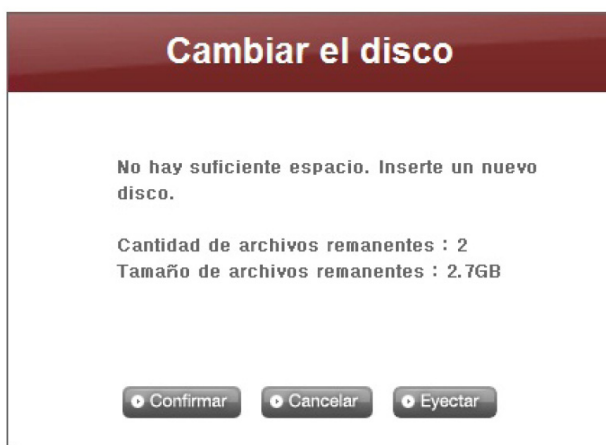 Cambiar el disco
No hay suficiente espacio. Inserte un nuevo
disco.
Cantidad de archivos remanentes : 2
Tamaño de archivos remanentes : 2.7GB
Confirmar
Cancelar
Eyectar